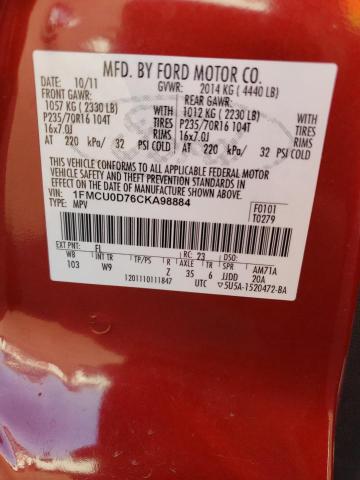 MFD. BY FORD MOTOR CO.
10/11 GVWR: 2014 KG (4440 LB)
FRONT GAWR: REAR GAWR:
1057 KG (2330 LB) WITH 1012 KG (2230 LB) WITH
P235/70R16 104T TIRES P235/70R16 104T TIRES
16x7.0J RIMS 16x7.0J RIMS
AT 220 kPa/ 32 PSI COLD AT 220 kPa/ 32 PSI COLD
THIS VEHICLE CONFORMS TO ALL APPLICABLE FEDERAL MOTOR
VEHICLE SAFETY STANDARDS IN EFFECT ON THE DATE OF MANUFACTURE
SHOWN ABOVE.
VIN: 1FMCU0D76CKA98884 F0101
TYPE: MPV T0279
EXT PNT: FL RC: 23 DSO:
WB INT TR TP/PS R AXLE TR SPR AM71A
103 W9 Z 35 6 JJDD 20A
1201110111847 UTC ▽5U5A-1520472-BA